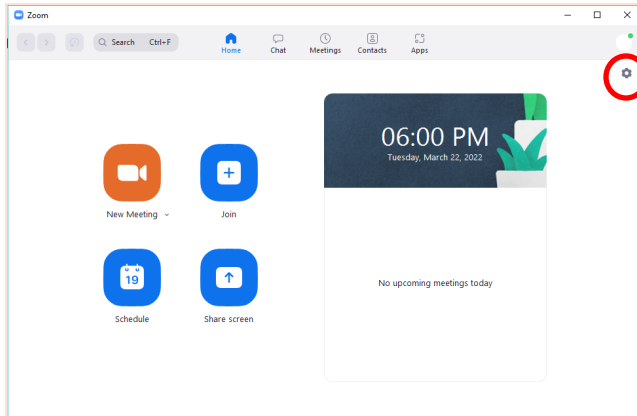 Zoom
Search Ctrl+F
Home Chat Meetings Contacts Apps
06:00 PM
Tuesday, March 22, 2022
New Meeting
Join
19
Schedule
Share screen
No upcoming meetings today